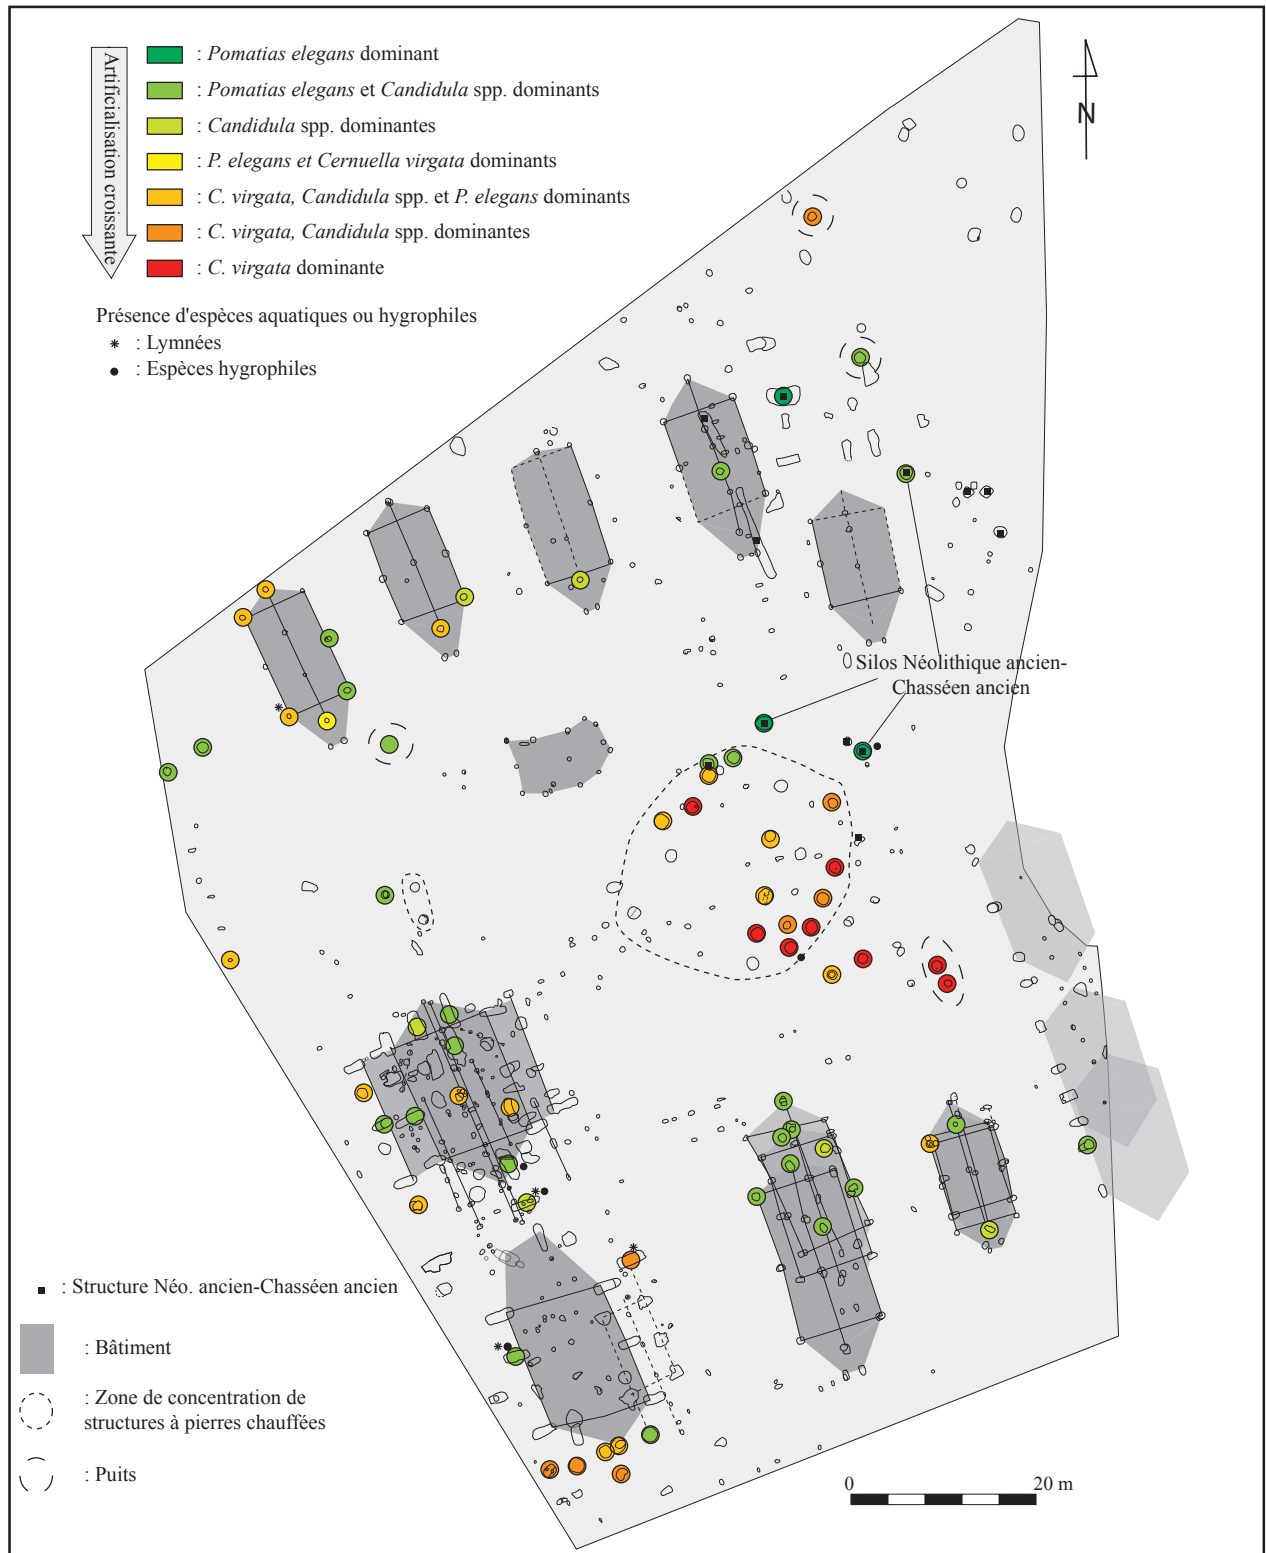 Artificialisation croissante
: Pomatias elegans dominant
: Pomatias elegans et Candidula spp. dominants
: Candidula spp. dominantes
: P. elegans et Cernuella virgata dominants
: C. virgata, Candidula spp. et P. elegans dominants
: C. virgata, Candidula spp. dominantes
: C. virgata dominante
Présence d'espèces aquatiques ou hygrophiles
* : Lymnées
● : Espèces hygrophiles
N
Silos Néolithique ancien-
Chasséen ancien
■ : Structure Néo. ancien-Chasséen ancien
: Bâtiment
: Zone de concentration de
structures à pierres chauffées
: Puits
0 20 m